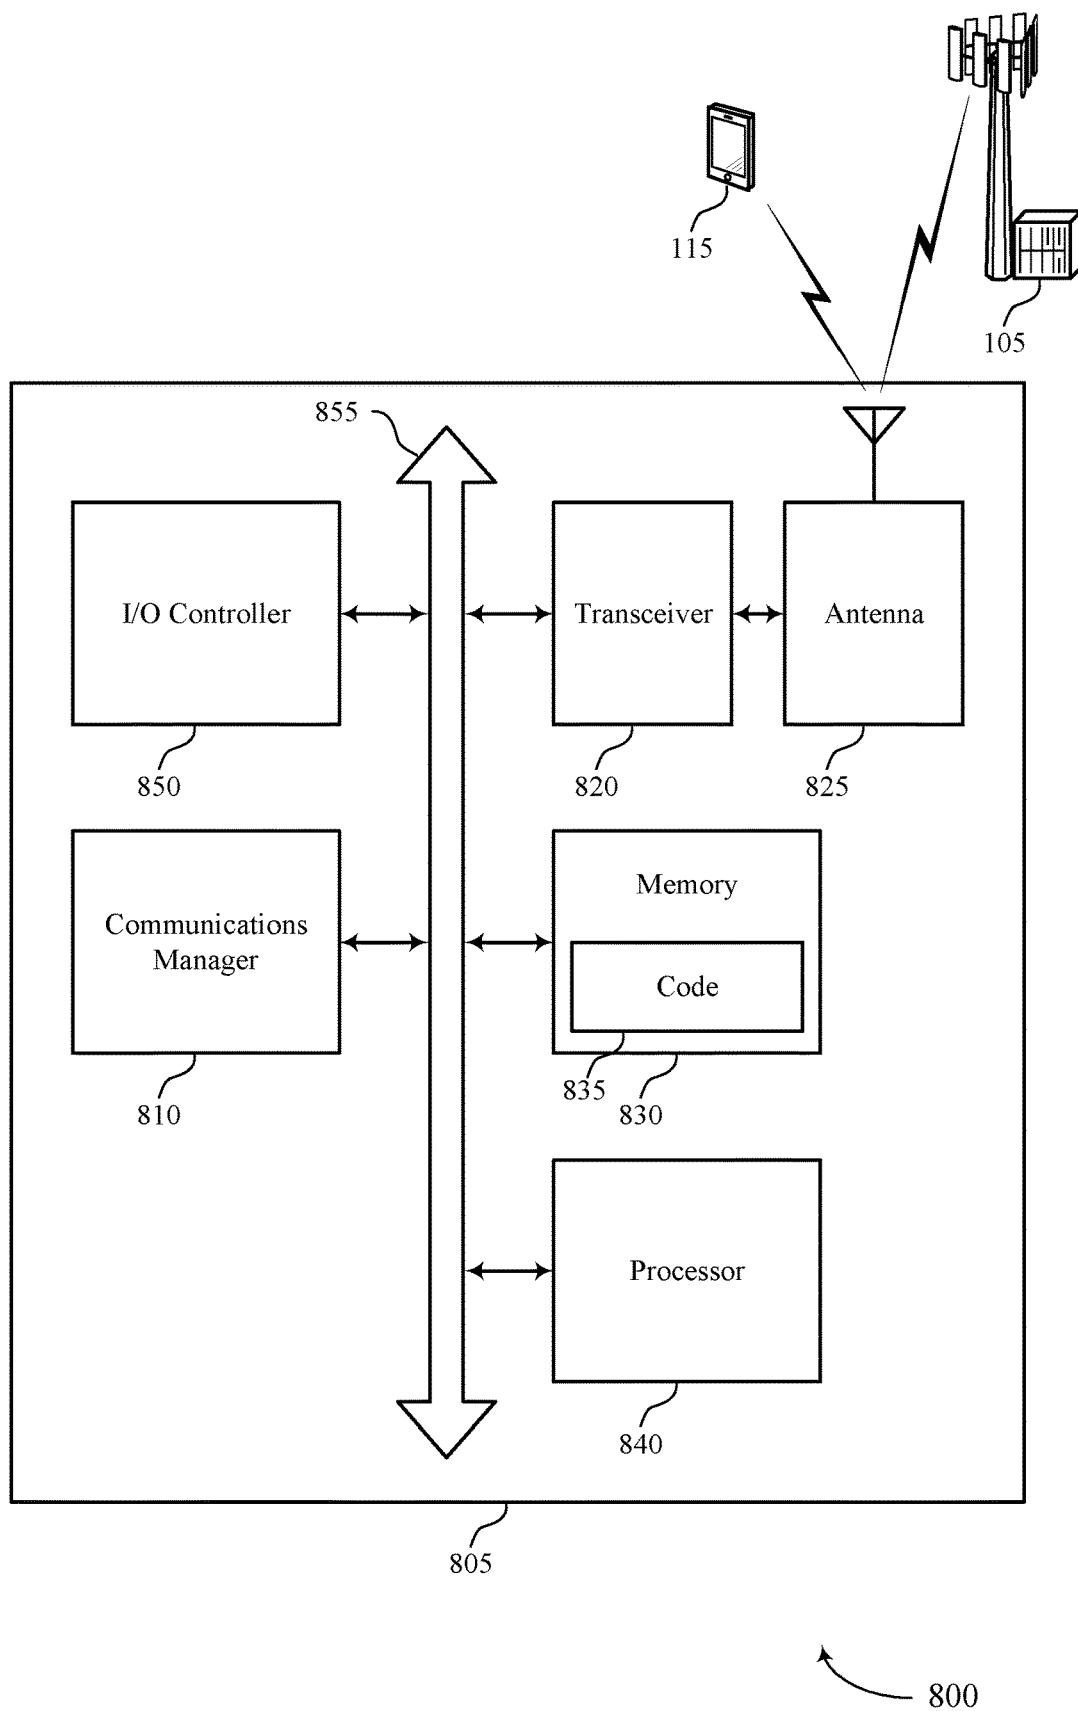 115
105
855
I/O Controller
Transceiver
Antenna
850
820
825
Communications
Manager
Memory
Code
835
810
830
Processor
840
805
800